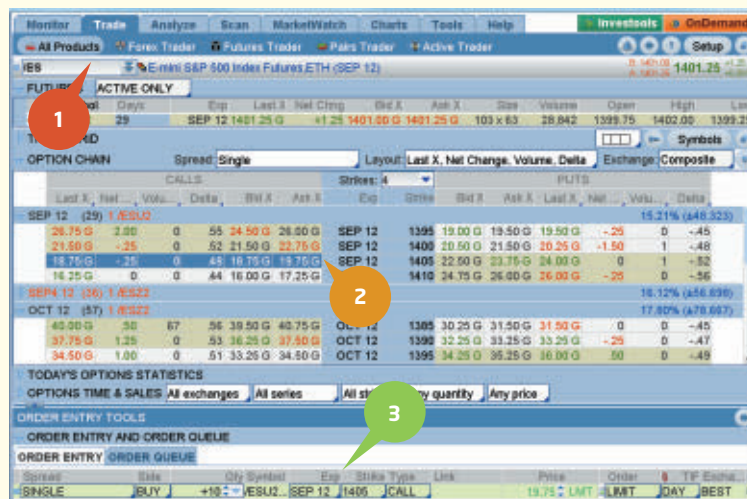 Monitor Trade Analyze Scan MarketWatch Charts Tools Help Investools OnDemand
All Products Forex Trader Futures Trader Pairs Trader Active Trader Setup
/ES E-mini S&P 500 Index Futures,ETH (SEP 12) 1401.25
FUTURES ACTIVE ONLY
Days Exp Last X Net Chng Bid X Ask X Size Volume Open High
29 SEP 12 1401.25 G +1.25 1401.00 G 1401.25 G 103 x 63 28,842 1399.75 1402.00 1399.2
1
Symbols
OPTION CHAIN Spread: Single Layout: Last X, Net Change, Volume, Delta Exchange: Composite
CALLS Strikes: 4 PUTS
Last X Net Volu Delta Bid X Ask X Exp Strike Bid X Ask X Last X Net Volu Delta
SEP 12 (29) 1 /ESU2 15.21% (±48.323)
26.75 G 2.00 0 .55 24.50 G 26.00 G SEP 12 1395 19.00 G 19.50 G 19.50 G -.25 0 -.45
21.50 G -.25 0 .52 21.50 G 22.75 G SEP 12 1400 20.50 G 21.50 G 20.25 G -1.50 1 -.48
18.75 G -.25 0 .48 18.75 G 19.75 G SEP 12 1405 22.50 G 23.75 G 24.00 G 0 1 -.52
16.25 G 0 0 .44 16.00 G 17.25 G 1410 24.75 G 26.00 G 26.00 G -.25 0 -.56
2
SEP4 12 (36) 1 /ESZ2 16.12%
OCT 12 (57) 1 /ESZ2 17.80%
40.00 G .50 67 .56 39.50 G 40.75 G OCT 12 1385 30.25 G 31.50 G 31.50 G 0 0 -.45
37.75 G 1.25 0 .53 36.25 G 37.50 G OCT 12 1390 32.25 G 33.25 G 33.25 G -.25 0 -.47
34.50 G 1.00 0 .51 33.25 G 34.50 G OCT 12 1395 34.25 G 35.25 G 36.00 G .50 0 -.49
TODAY'S OPTIONS STATISTICS
OPTIONS TIME & SALES All exchanges All series quantity Any price
3
ORDER ENTRY TOOLS
ORDER ENTRY AND ORDER QUEUE
ORDER ENTRY ORDER QUEUE
Spread Side Qty Symbol Exp Strike Type Link Price Order TIF
SINGLE BUY +10 /ESU2... SEP 12 1405 CALL 19.75 LMT LIMIT DAY BEST